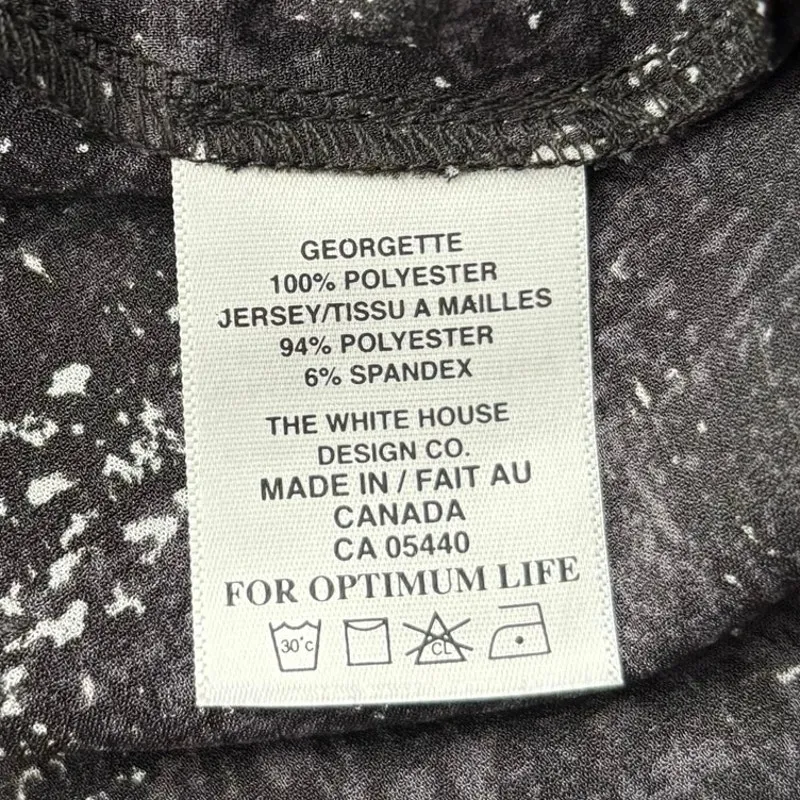 GEORGETTE
100% POLYESTER
JERSEY/TISSU A MAILLES
94% POLYESTER
6% SPANDEX
THE WHITE HOUSE
DESIGN CO.
MADE IN / FAIT AU
CANADA
CA 05440
FOR OPTIMUM LIFE
30°C CL